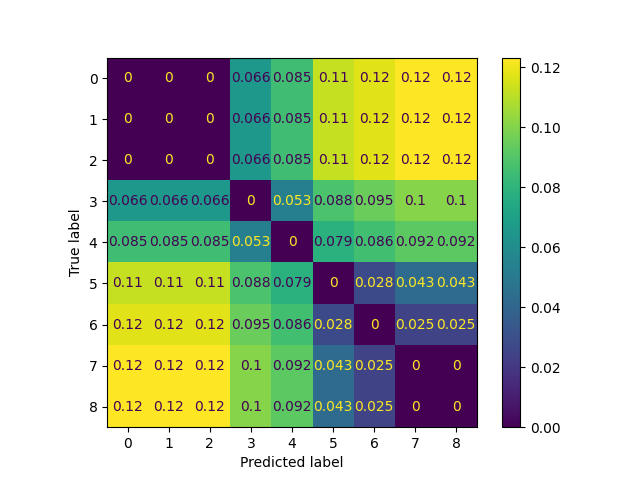 0 0 0 0 0.066 0.085 0.11 0.12 0.12 0.12
1 0 0 0 0.066 0.085 0.11 0.12 0.12 0.12
2 0 0 0 0.066 0.085 0.11 0.12 0.12 0.12
3 0.066 0.066 0.066 0 0.053 0.088 0.095 0.1 0.1
4 0.085 0.085 0.085 0.053 0 0.079 0.086 0.092 0.092
5 0.11 0.11 0.11 0.088 0.079 0 0.028 0.043 0.043
6 0.12 0.12 0.12 0.095 0.086 0.028 0 0.025 0.025
7 0.12 0.12 0.12 0.1 0.092 0.043 0.025 0 0
8 0.12 0.12 0.12 0.1 0.092 0.043 0.025 0 0
0 1 2 3 4 5 6 7 8
Predicted label
True label
0.12
0.10
0.08
0.06
0.04
0.02
0.00